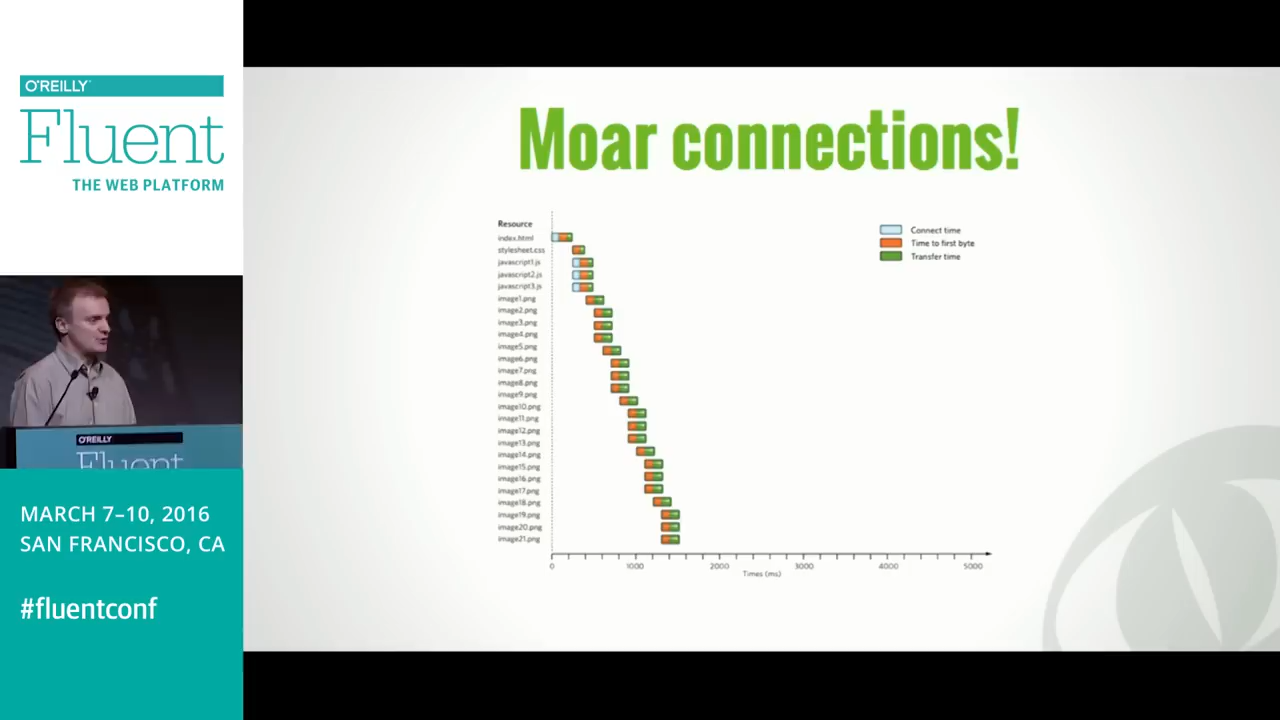 O'REILLY
Fluent
THE WEB PLATFORM
O'REILLY
Fluent
MARCH 7–10, 2016
SAN FRANCISCO, CA
#fluentconf
Moar connections!
Resource
index.html
stylesheet.css
javascript1.js
javascript2.js
javascript3.js
image1.png
image2.png
image3.png
image4.png
image5.png
image6.png
image7.png
image8.png
image9.png
image10.png
image11.png
image12.png
image13.png
image14.png
image15.png
image16.png
image17.png
image18.png
image19.png
image20.png
image21.png
Connect time
Time to first byte
Transfer time
0 1000 2000 3000 4000 5000
Times (ms)